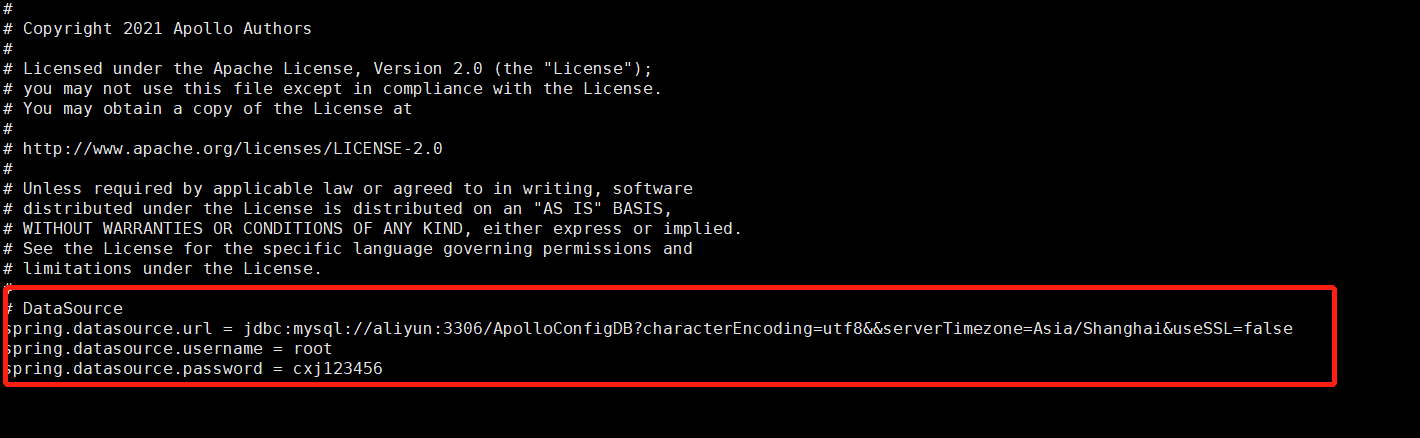 #
# Copyright 2021 Apollo Authors
#
# Licensed under the Apache License, Version 2.0 (the "License");
# you may not use this file except in compliance with the License.
# You may obtain a copy of the License at
#
# http://www.apache.org/licenses/LICENSE-2.0
#
# Unless required by applicable law or agreed to in writing, software
# distributed under the License is distributed on an "AS IS" BASIS,
# WITHOUT WARRANTIES OR CONDITIONS OF ANY KIND, either express or implied.
# See the License for the specific language governing permissions and
# limitations under the License.
#
# DataSource
spring.datasource.url = jdbc:mysql://aliyun:3306/ApolloConfigDB?characterEncoding=utf8&&serverTimezone=Asia/Shanghai&useSSL=false
spring.datasource.username = root
spring.datasource.password = cxj123456